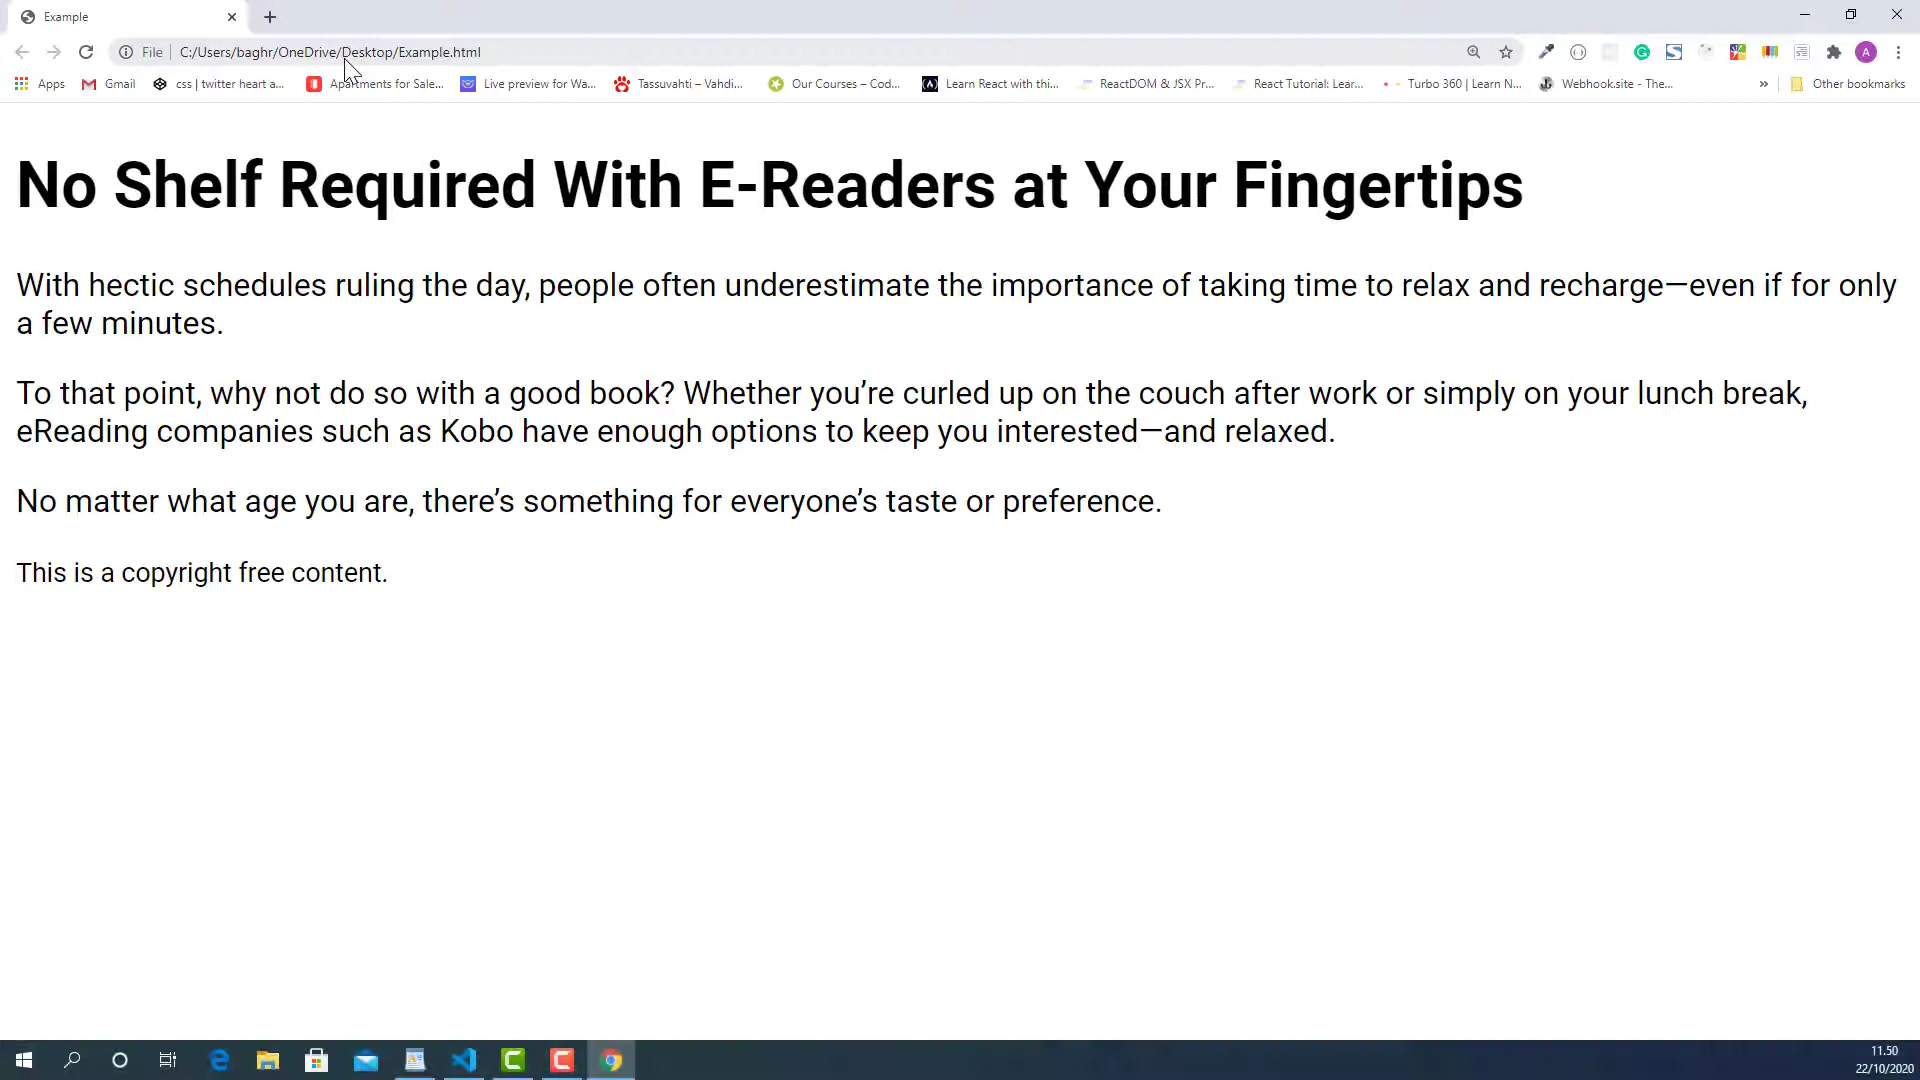 Example
File C:/Users/baghr/OneDrive/Desktop/Example.html
A
Apps Gmail css | twitter heart a... Apartments for Sale... Live preview for Wa... Tassuvahti – Vahdi... Our Courses – Cod... Learn React with thi... ReactDOM & JSX Pr... React Tutorial: Lear... Turbo 360 | Learn N... Webhook.site - The... » Other bookmarks
No Shelf Required With E-Readers at Your Fingertips
With hectic schedules ruling the day, people often underestimate the importance of taking time to relax and recharge—even if for only
a few minutes.
To that point, why not do so with a good book? Whether you’re curled up on the couch after work or simply on your lunch break,
eReading companies such as Kobo have enough options to keep you interested—and relaxed.
No matter what age you are, there’s something for everyone’s taste or preference.
This is a copyright free content.
11.50
22/10/2020